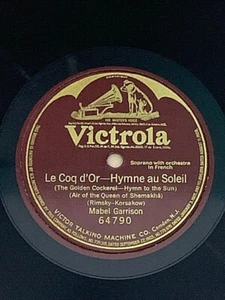 "HIS MASTER'S VOICE"
Victrola
Soprano with orchestra
In French
Le Coq d'Or—Hymne au Soleil
(The Golden Cockerel—Hymn to the Sun)
(Air of the Queen of Shemakhâ)
(Rimsky-Korsakow)
Mabel Garrison
64790
VICTOR TALKING MACHINE CO. Camden, N.J.